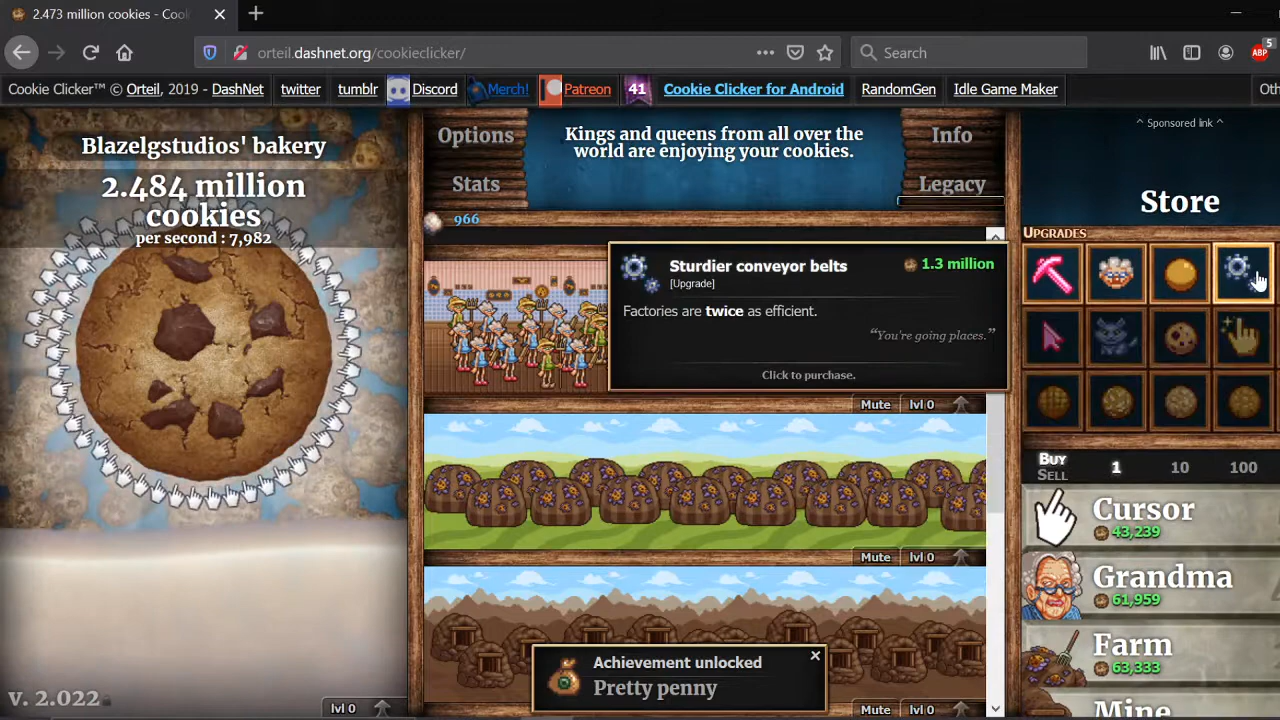 2.473 million cookies - Cook
orteil.dashnet.org/cookieclicker/
Search
ABP
5
Cookie Clicker™ © Orteil, 2019 - DashNet
twitter
tumblr
Discord
Merch!
Patreon
41
Cookie Clicker for Android
RandomGen
Idle Game Maker
Oth
Blazelgstudios' bakery
2.484 million
cookies
per second : 7,982
v. 2.022
lvl 0
Options
Stats
Kings and queens from all over the
world are enjoying your cookies.
Info
Legacy
966
Sturdier conveyor belts
1.3 million
[Upgrade]
Factories are twice as efficient.
“You're going places.”
Click to purchase.
Mute lvl 0
Mute lvl 0
Mute lvl 0
Achievement unlocked
Pretty penny
^ Sponsored link ^
Store
Upgrades
Buy
Sell
1
10
100
Cursor
43,239
Grandma
61,959
Farm
63,333
Mine